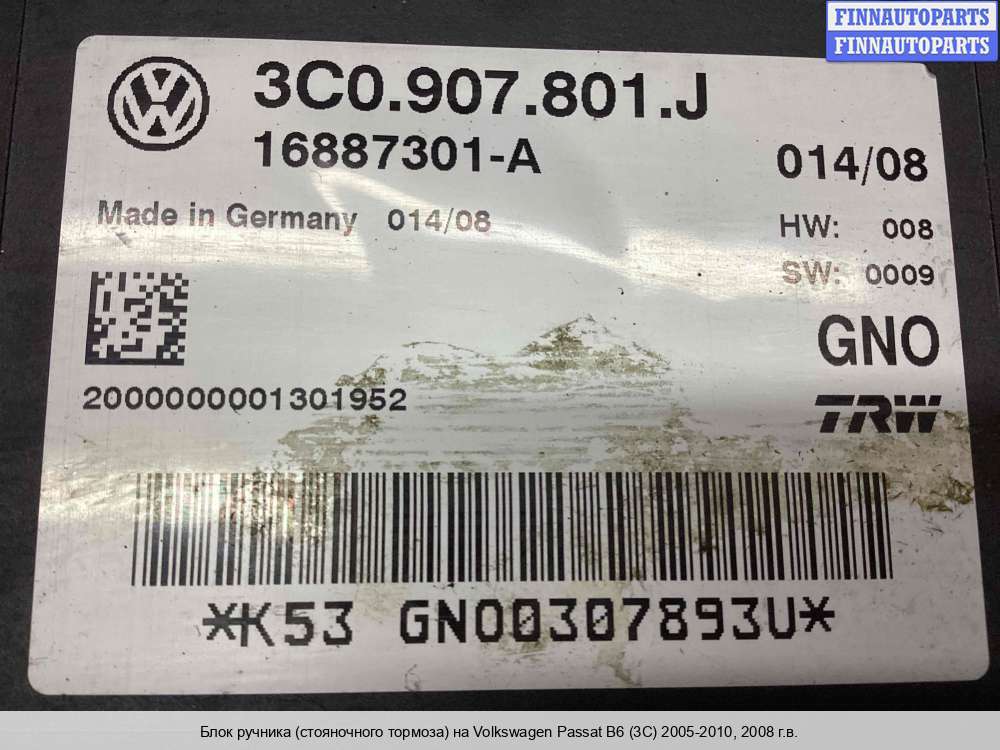 FINNAUTOPARTS
FINNAUTOPARTS
3C0.907.801.J
16887301-A
014/08
Made in Germany 014/08
HW: 008
SW: 0009
GNO
2000000001301952
TRW
*K53 GNO0307893U*
Блок ручника (стояночного тормоза) на Volkswagen Passat B6 (3C) 2005-2010, 2008 г.в.